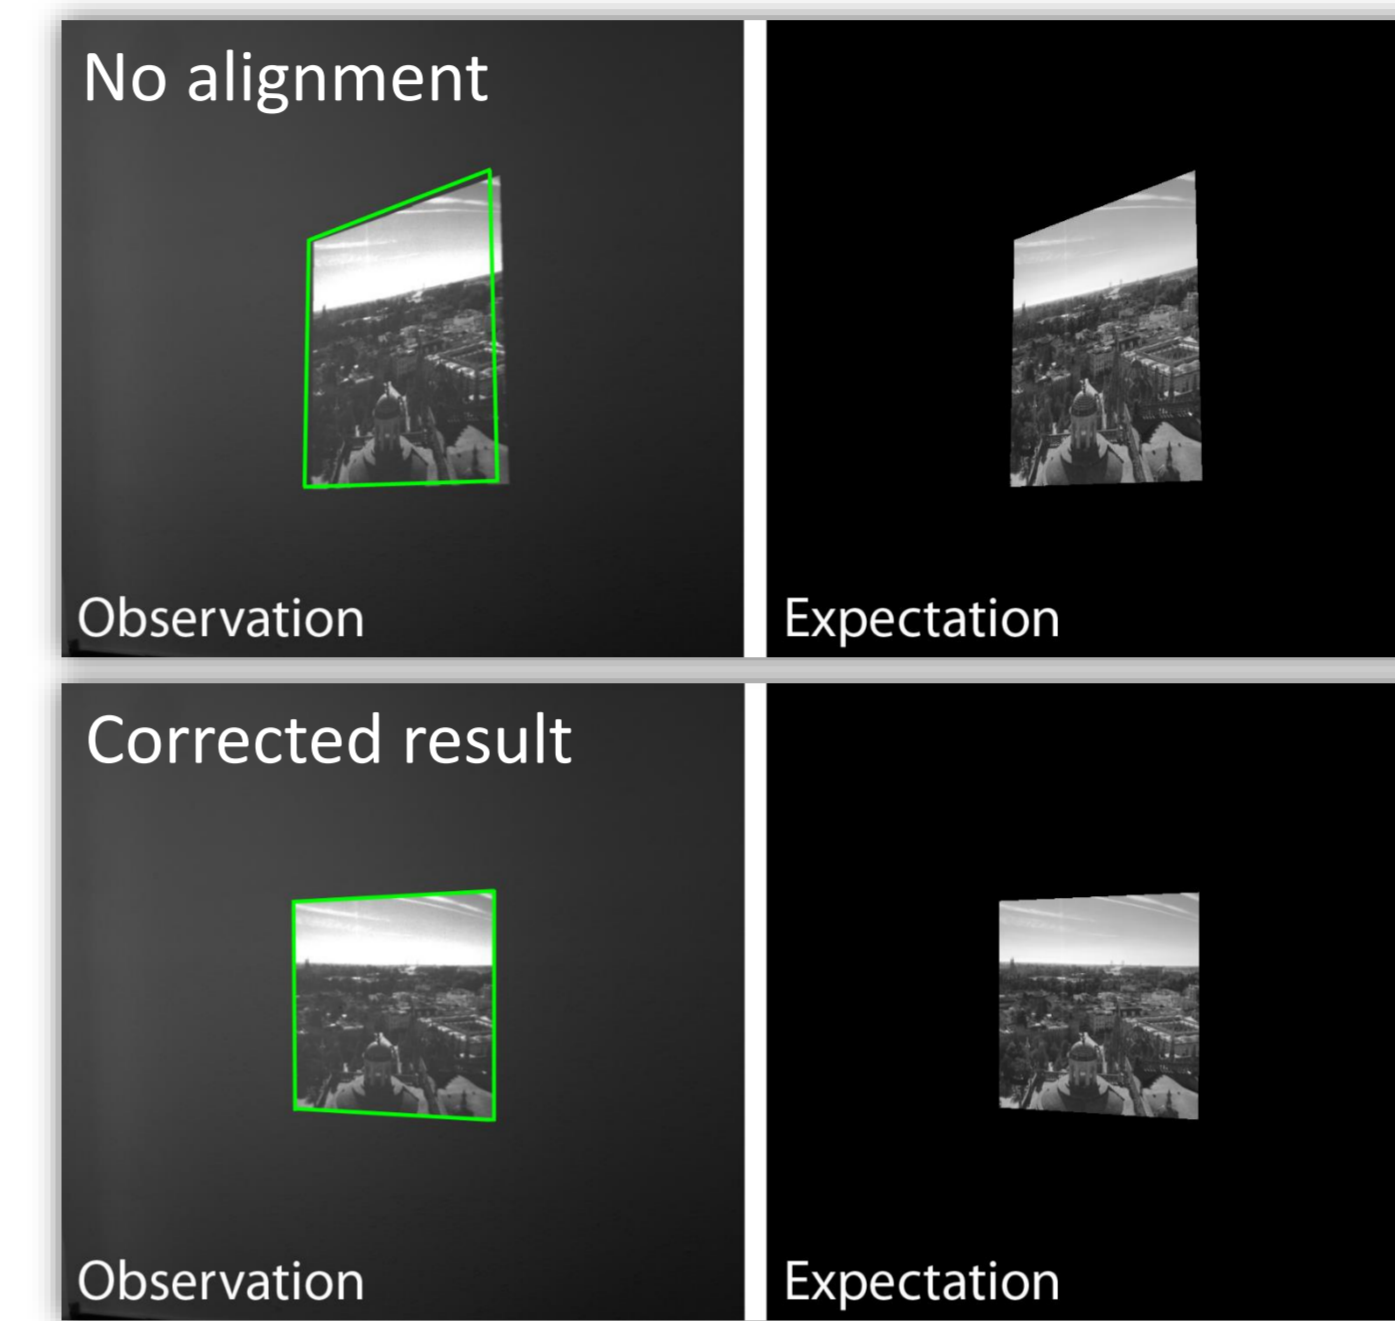 No alignment
Observation
Expectation
Corrected result
Observation
Expectation